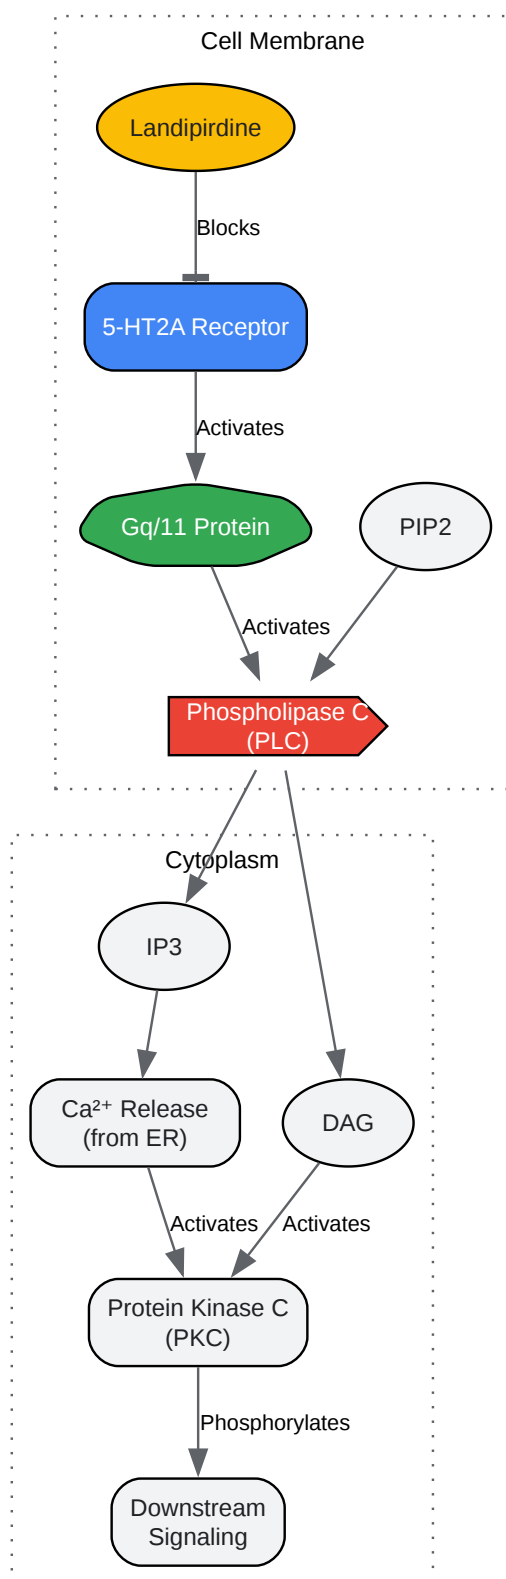 Cell Membrane
Landipirdine
Blocks
5-HT2A Receptor
Activates
Gq/11 Protein
PIP2
Activates
Phospholipase C
(PLC)
Cytoplasm
IP3
Ca²⁺ Release
(from ER)
DAG
Activates
Activates
Protein Kinase C
(PKC)
Phosphorylates
Downstream
Signaling